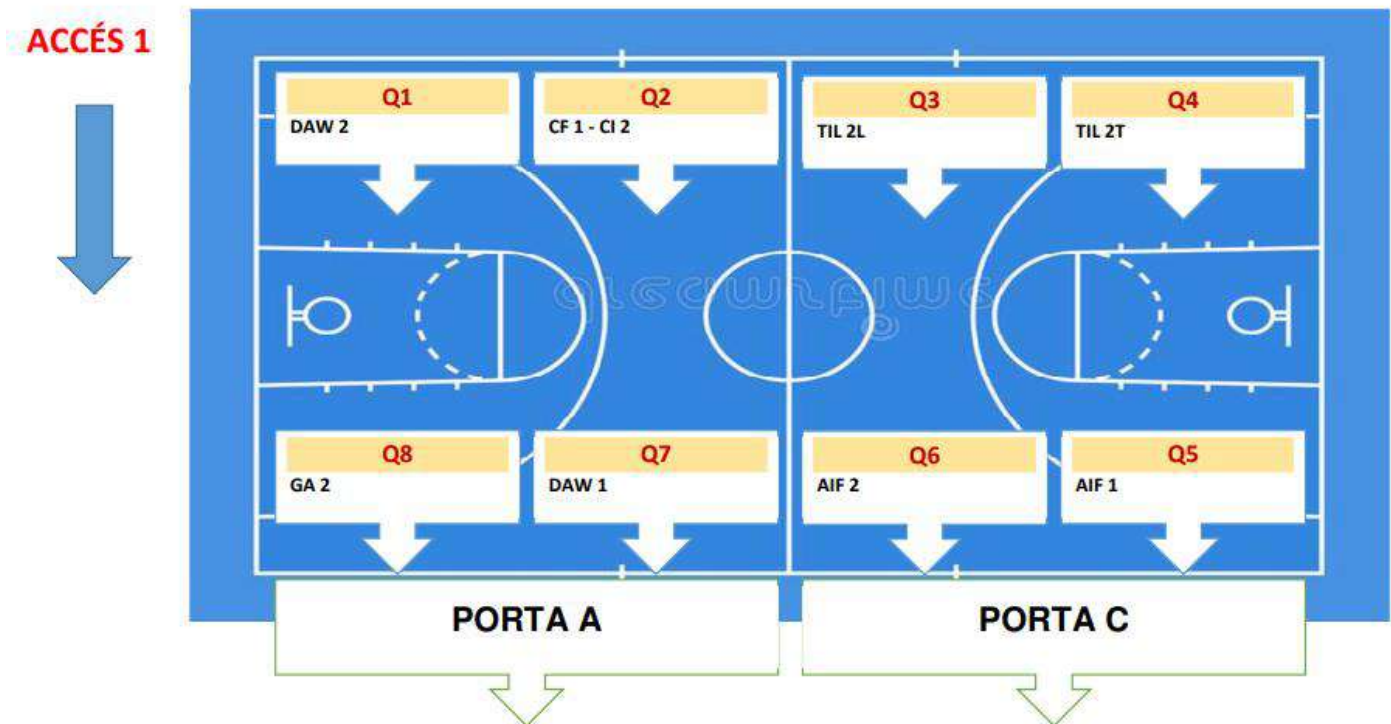 ACCÉS 1
Q1
DAW 2
Q2
CF 1 - CI 2
Q3
TIL 2L
Q4
TIL 2T
Q8
GA 2
Q7
DAW 1
Q6
AIF 2
Q5
AIF 1
PORTA A
PORTA C